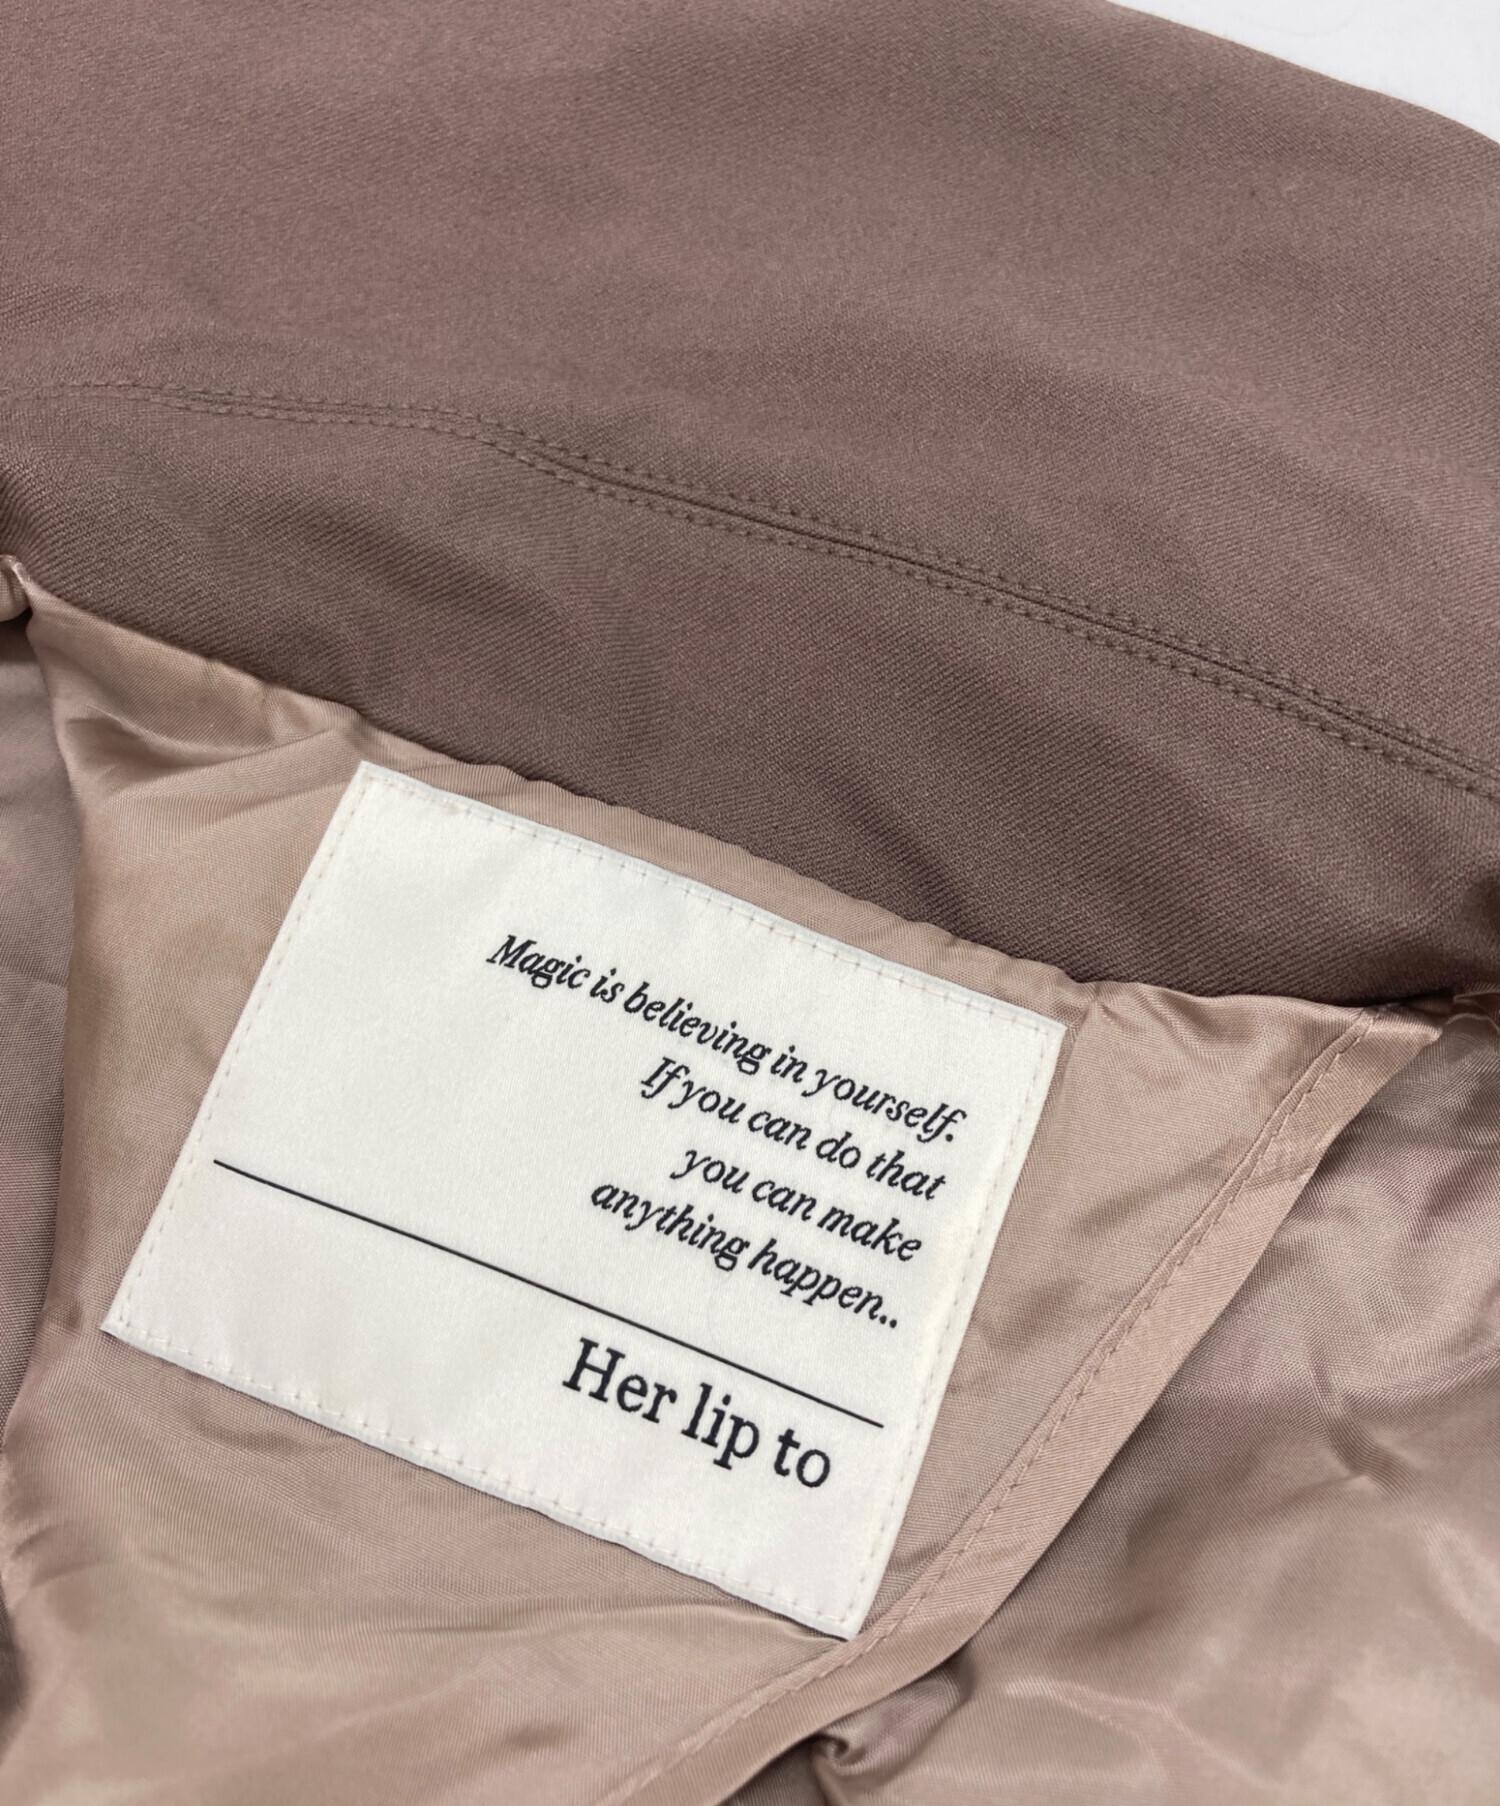 Magic is believing in yourself.
If you can do that
you can make
anything happen..
Her lip to